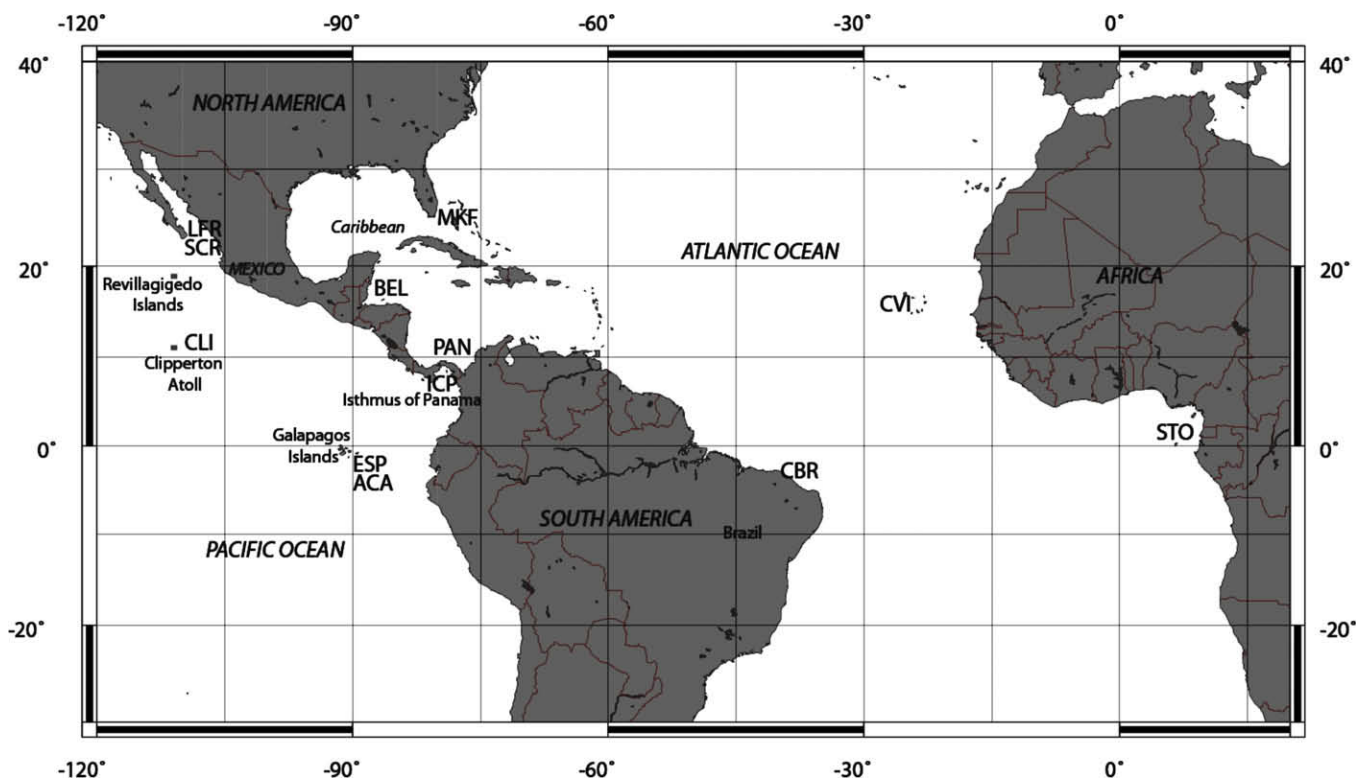 -120˚ -90˚ -60˚ -30˚ 0˚
40˚ 40˚
NORTH AMERICA
MKF
LFR
Caribbean
SCR
ATLANTIC OCEAN
20˚ MEXICO AFRICA 20˚
Revillagigedo
Islands
BEL
CVI
CLI
PAN
Clipperton
Atoll
ICP
Isthmus of Panama
Galapagos
Islands
STO
0˚ 0˚
ESP
ACA
CBR
SOUTH AMERICA
Brazil
PACIFIC OCEAN
-20˚ -20˚
-120˚ -90˚ -60˚ -30˚ 0˚